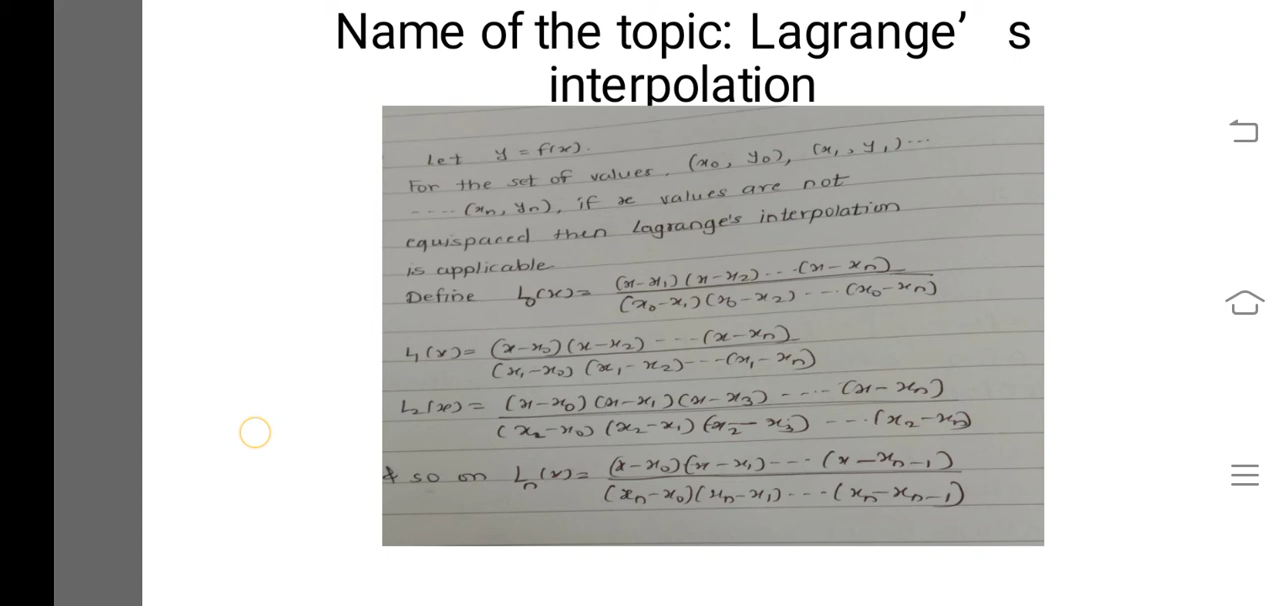 Name of the topic: Lagrange’ s
interpolation
Let y = f(x).
For the set of values. (x₀, y₀), (x₁, y₁) ...
.... (xₙ, yₙ), if x values are not
equispaced then Lagrange's interpolation
is applicable
Define L₀(x) = (x-x₁)(x-x₂)....(x-xₙ) / (x₀-x₁)(x₀-x₂)....(x₀-xₙ)
L₁(x) = (x-x₀)(x-x₂)....(x-xₙ) / (x₁-x₀)(x₁-x₂)....(x₁-xₙ)
L₂(x) = (x-x₀)(x-x₁)(x-x₃)....(x-xₙ) / (x₂-x₀)(x₂-x₁)(x₂-x₃)....(x₂-xₙ)
& so on Lₙ(x) = (x-x₀)(x-x₁)....(x-xₙ₋₁) / (xₙ-x₀)(xₙ-x₁)....(xₙ-xₙ₋₁)